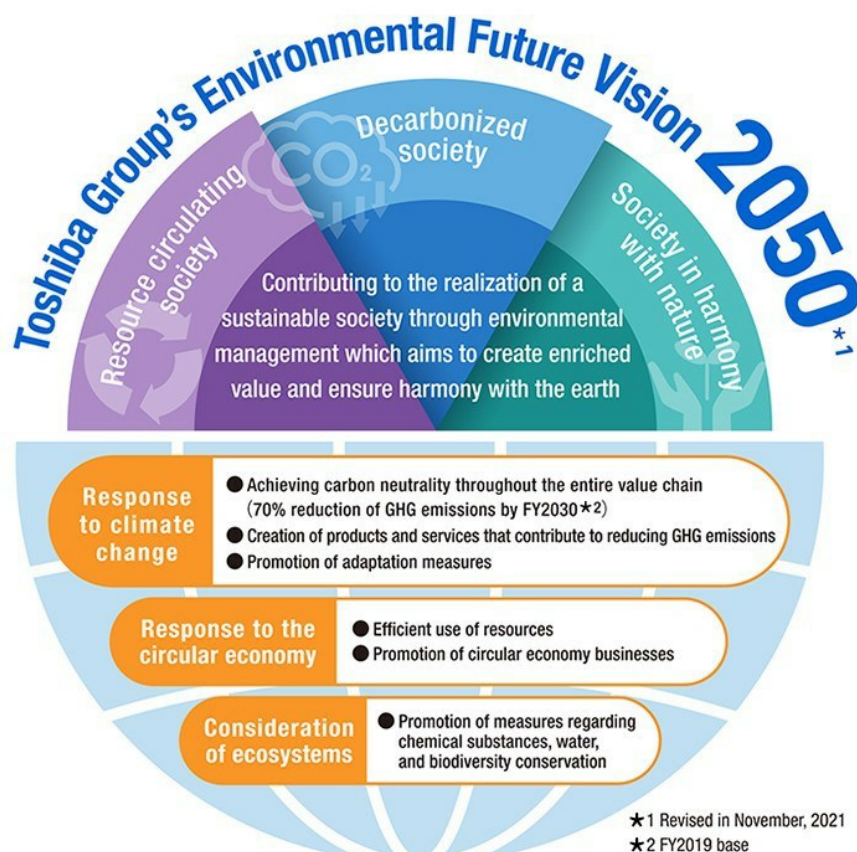 Toshiba Group's Environmental Future Vision 2050★1
Resource circulating
society
CO2
Decarbonized
society
Society in harmony
with nature
Contributing to the realization of a
sustainable society through environmental
management which aims to create enriched
value and ensure harmony with the earth
Response
to climate
change
● Achieving carbon neutrality throughout the entire value chain
(70% reduction of GHG emissions by FY2030★2)
● Creation of products and services that contribute to reducing GHG emissions
● Promotion of adaptation measures
Response to the
circular economy
● Efficient use of resources
● Promotion of circular economy businesses
Consideration
of ecosystems
● Promotion of measures regarding
chemical substances, water,
and biodiversity conservation
★1 Revised in November, 2021
★2 FY2019 base